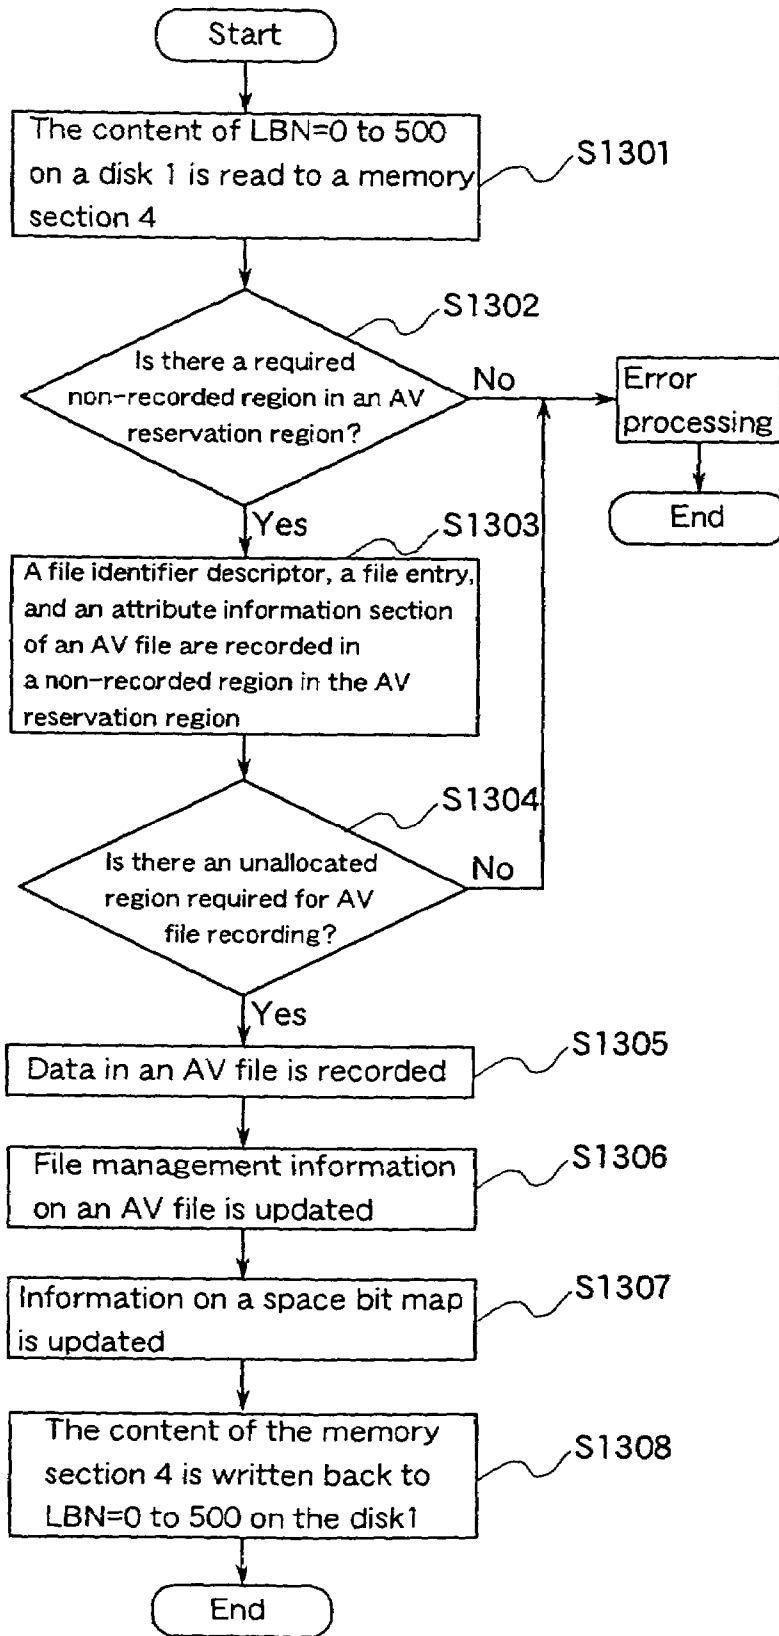 Start
The content of LBN=0 to 500
on a disk 1 is read to a memory
section 4
S1301
S1302
Is there a required
non-recorded region in an AV
reservation region?
No
Error
processing
End
Yes
S1303
A file identifier descriptor, a file entry,
and an attribute information section
of an AV file are recorded in
a non-recorded region in the AV
reservation region
S1304
Is there an unallocated
region required for AV
file recording?
No
Yes
S1305
Data in an AV file is recorded
S1306
File management information
on an AV file is updated
S1307
Information on a space bit map
is updated
The content of the memory
section 4 is written back to
LBN=0 to 500 on the disk1
S1308
End